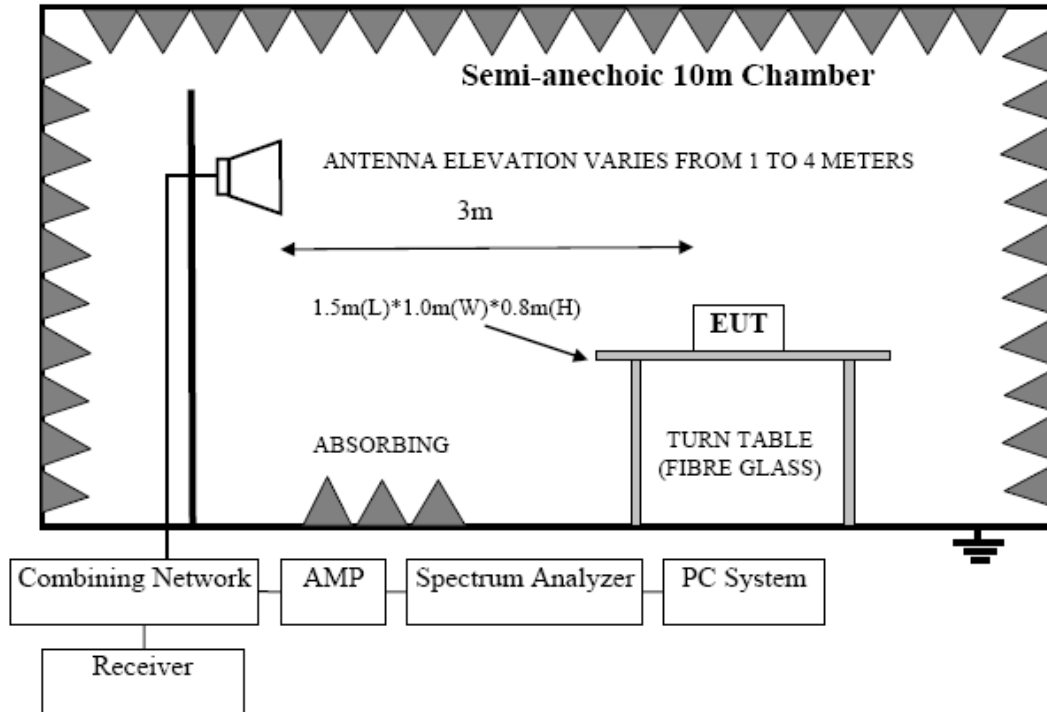 Semi-anechoic 10m Chamber
ANTENNA ELEVATION VARIES FROM 1 TO 4 METERS
3m
1.5m(L)*1.0m(W)*0.8m(H)
EUT
ABSORBING
TURN TABLE
(FIBRE GLASS)
Combining Network
AMP
Spectrum Analyzer
PC System
Receiver